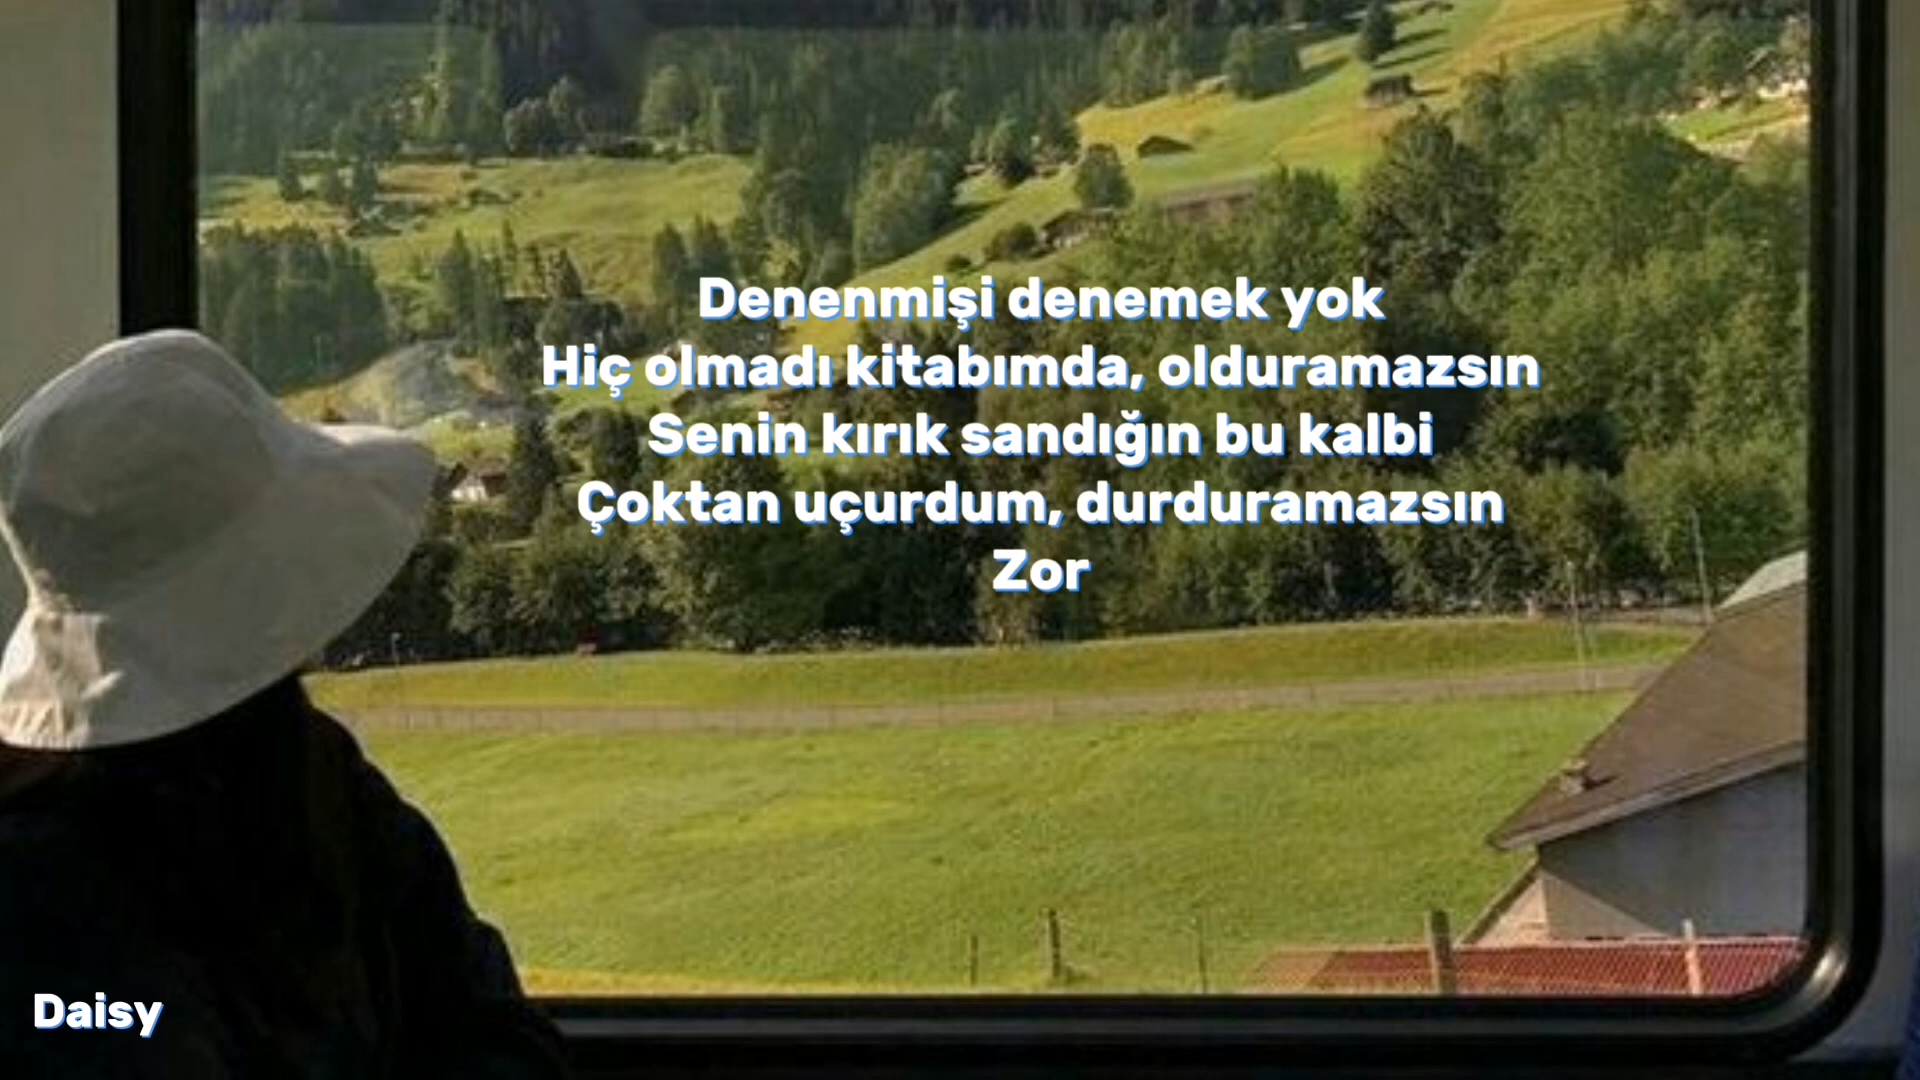 Denenmişi denemek yok
Hiç olmadı kitabımda, olduramazsın
Senin kırık sandığın bu kalbi
Çoktan uçurdum, durduramazsın
Zor
Daisy